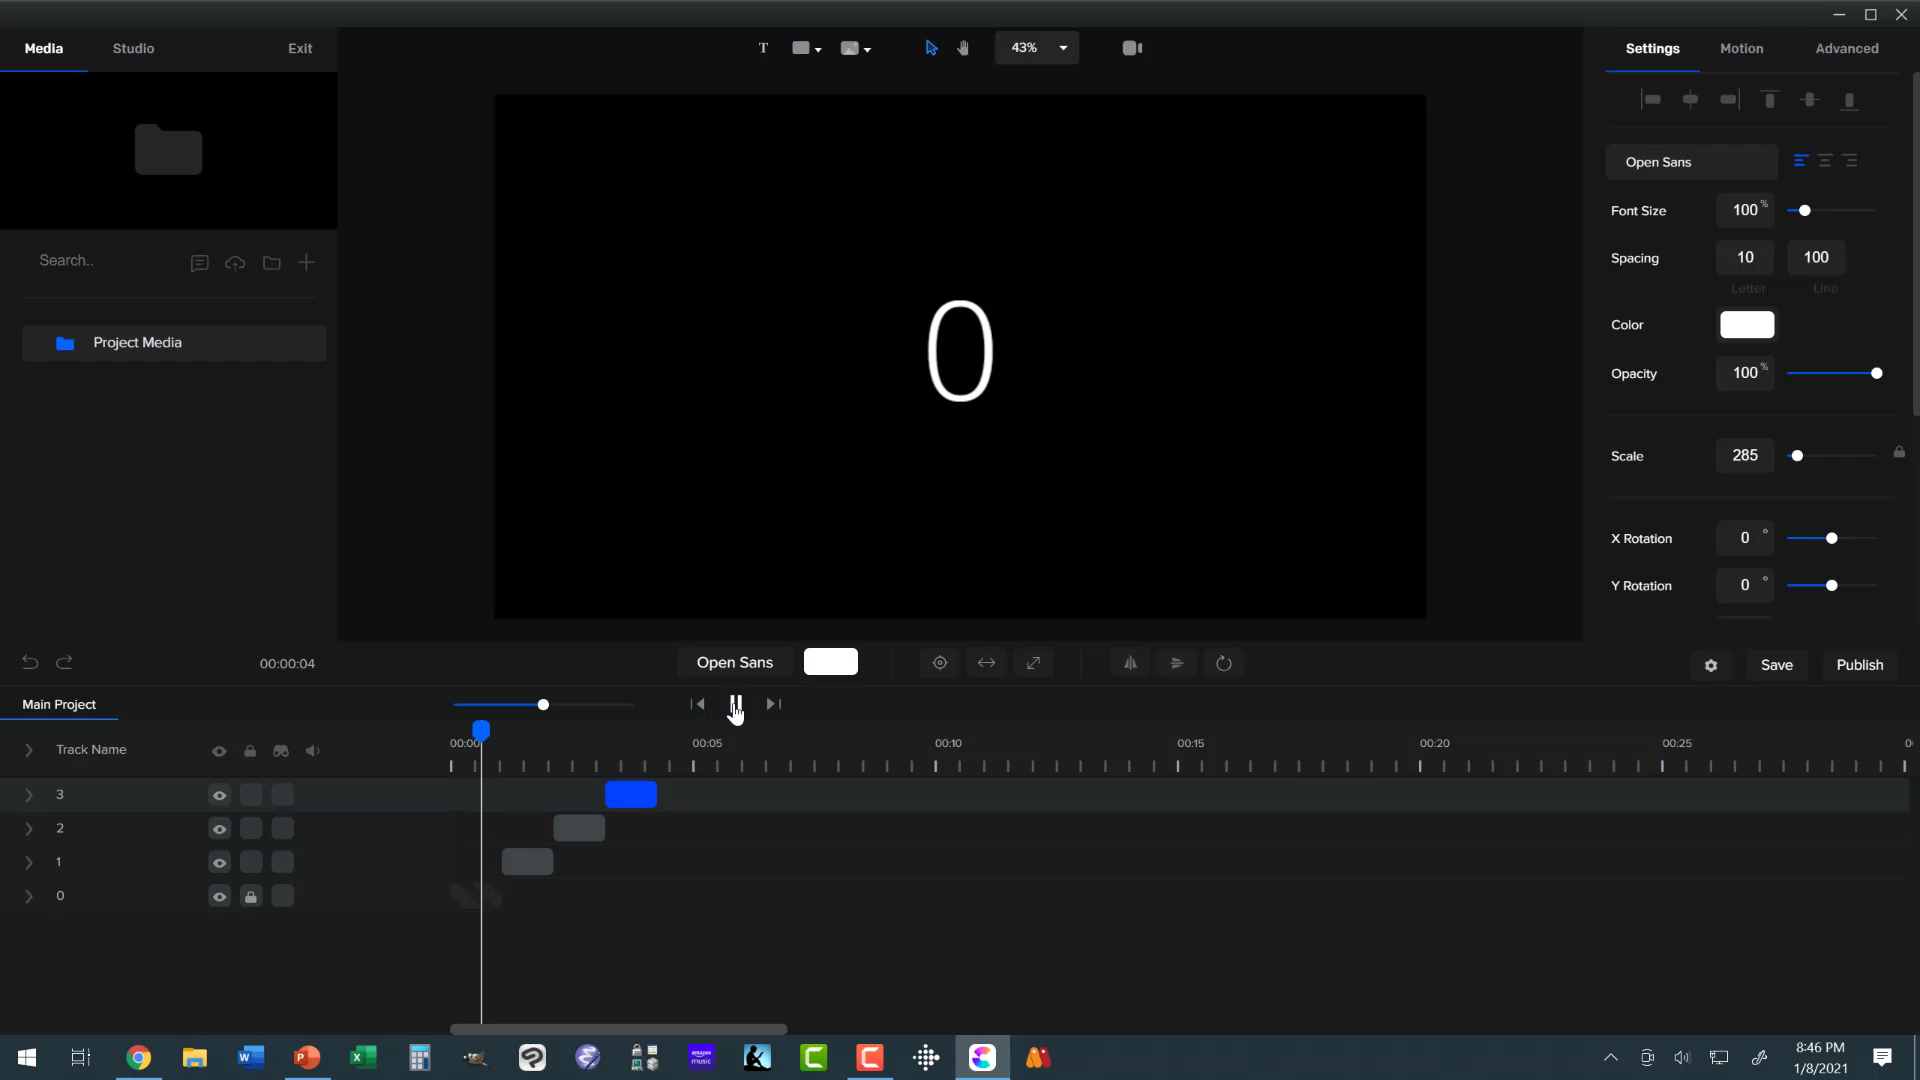 Media
Studio
Exit
T
43%
Settings
Motion
Advanced
Open Sans
Font Size
100 %
Search..
Spacing
10
100
Letter
Line
Color
Project Media
Opacity
100 %
0
Scale
285
X Rotation
0 °
Y Rotation
0 °
00:00:04
Open Sans
Save
Publish
Main Project
Track Name
00:00
00:05
00:10
00:15
00:20
00:25
0
3
2
1
0
8:46 PM
1/8/2021